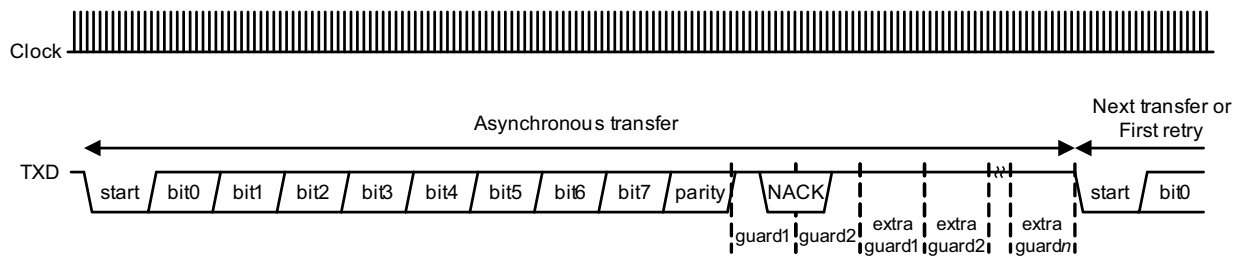 Clock
Next transfer or
First retry
Asynchronous transfer
TXD
start bit0 bit1 bit2 bit3 bit4 bit5 bit6 bit7 parity NACK start bit0
guard1 guard2 extra guard1 extra guard2 extra guardn